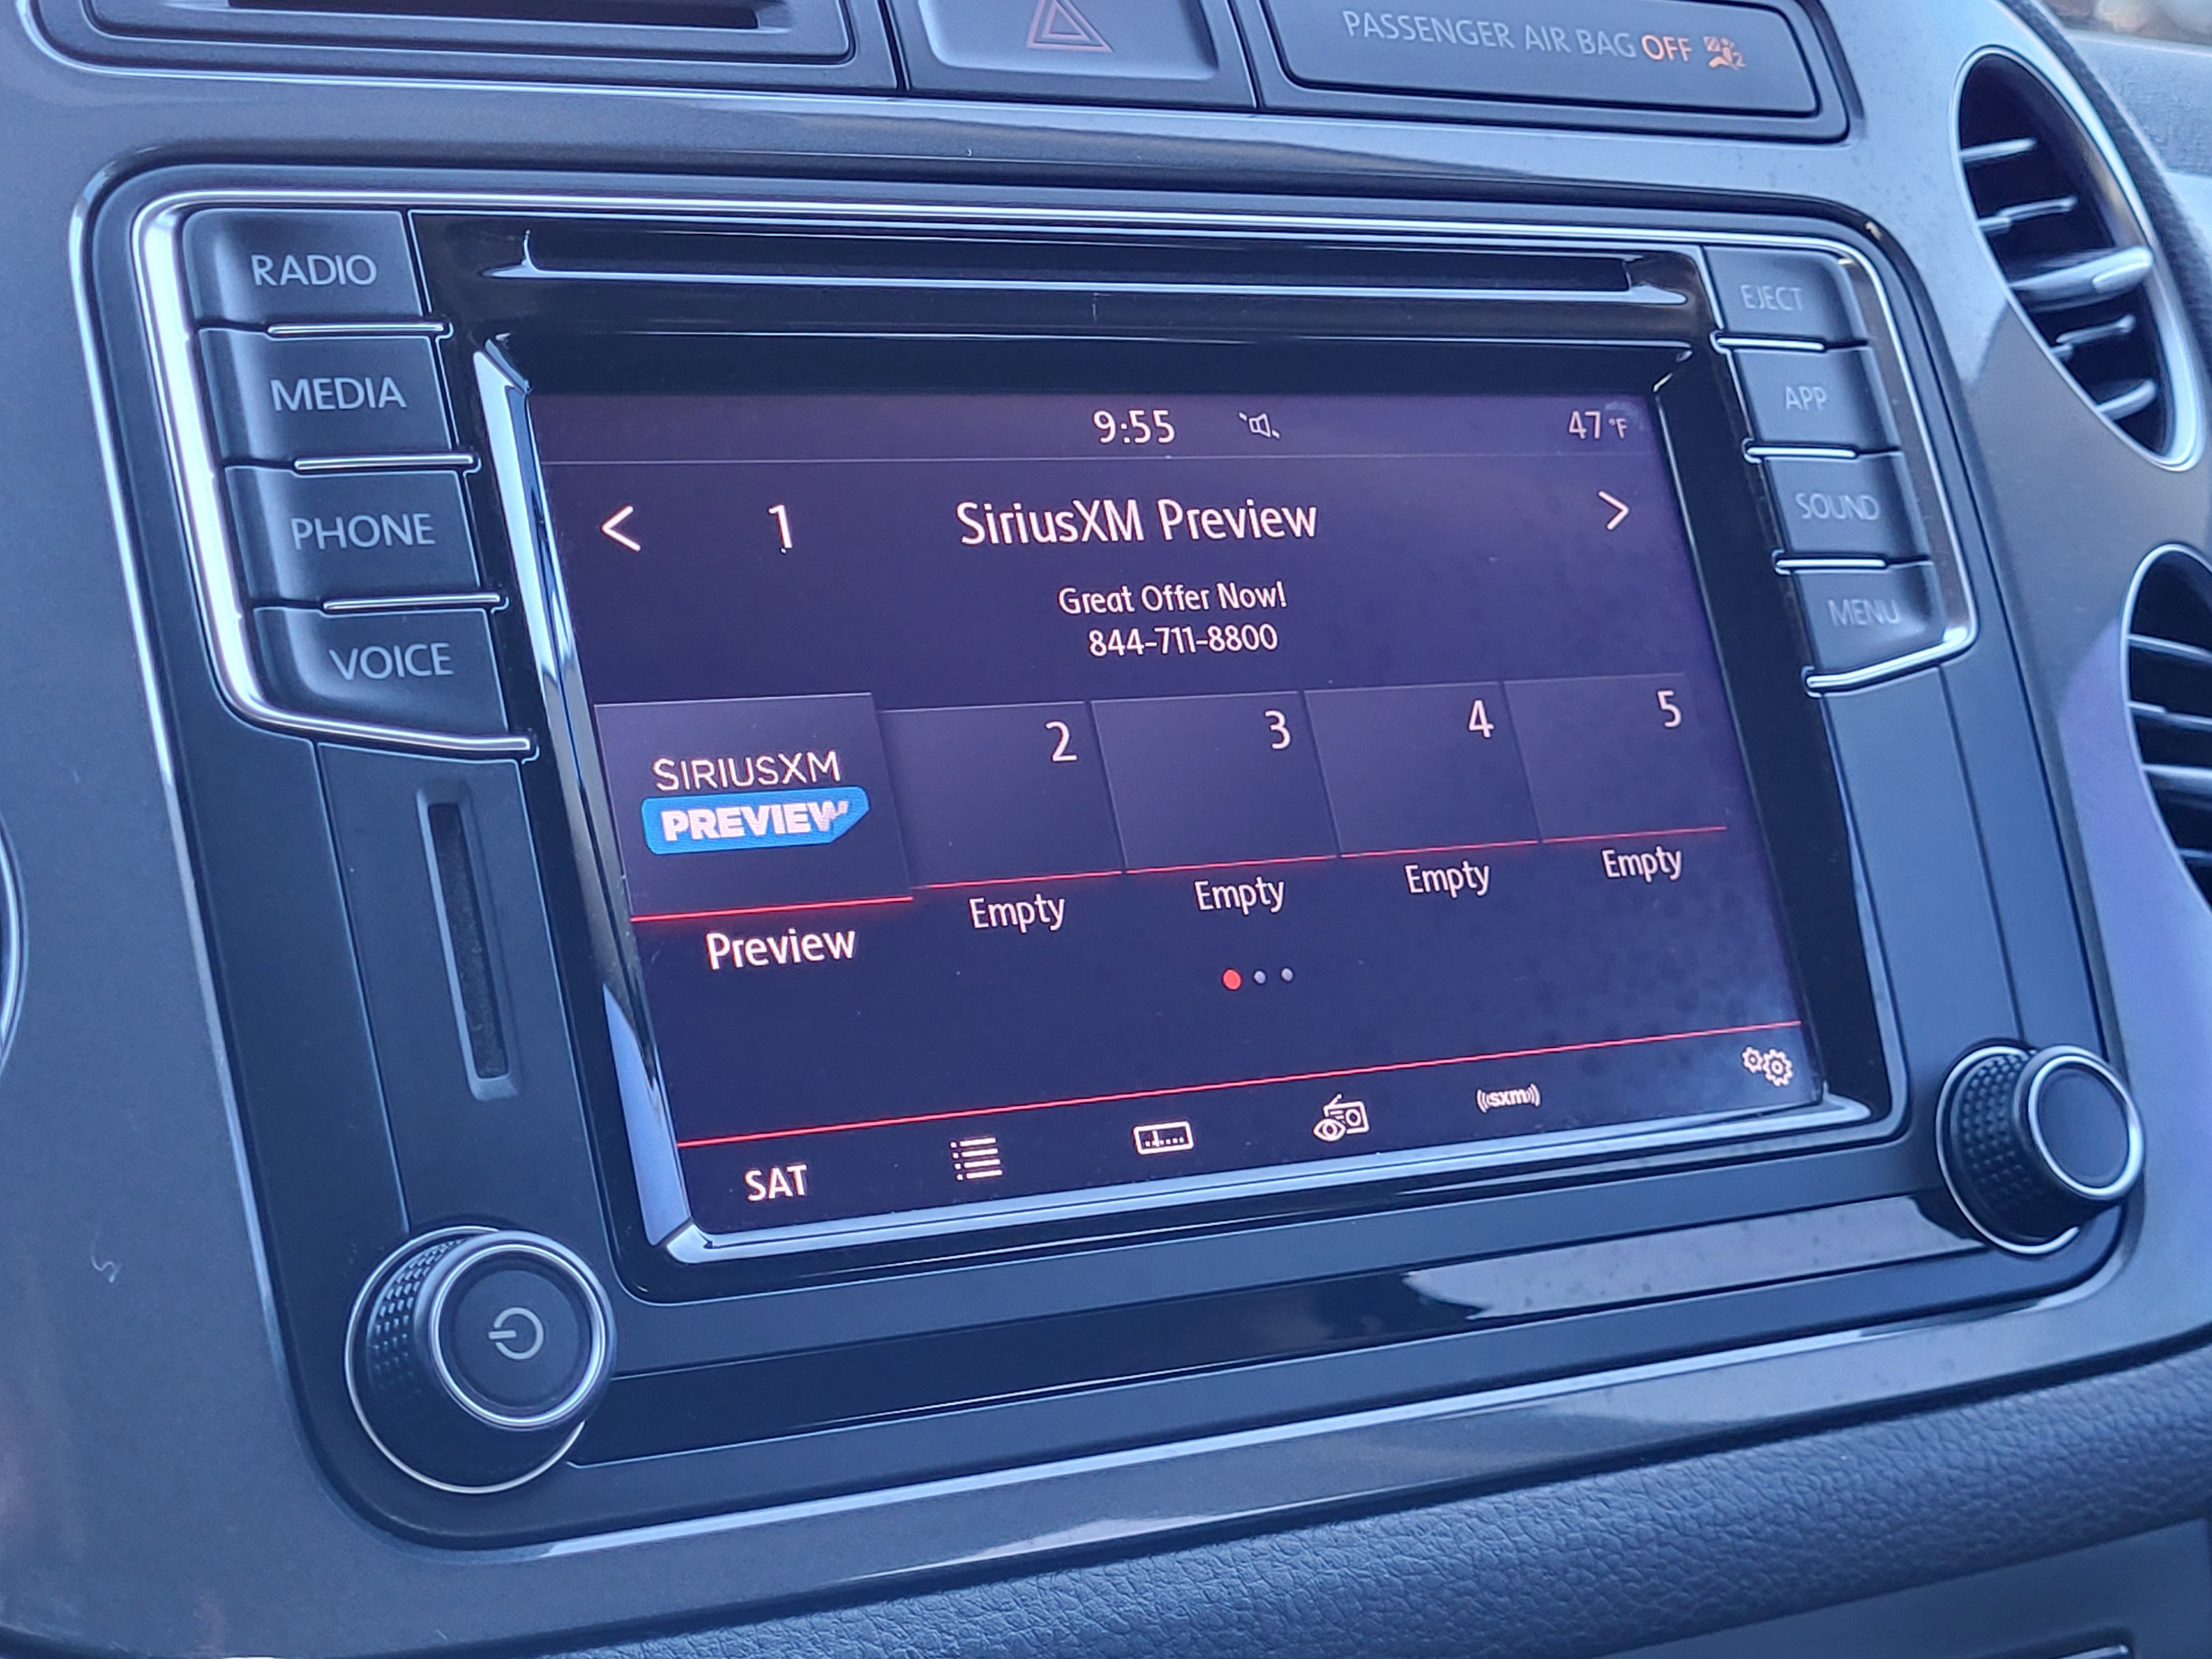 PASSENGER AIR BAG OFF
RADIO
MEDIA
PHONE
VOICE
EJECT
APP
SOUND
MENU
9:55
47 °F
< 1 SiriusXM Preview >
Great Offer Now!
844-711-8800
SIRIUSXM
PREVIEW
Preview
2
Empty
3
Empty
4
Empty
5
Empty
SAT
((sxm))